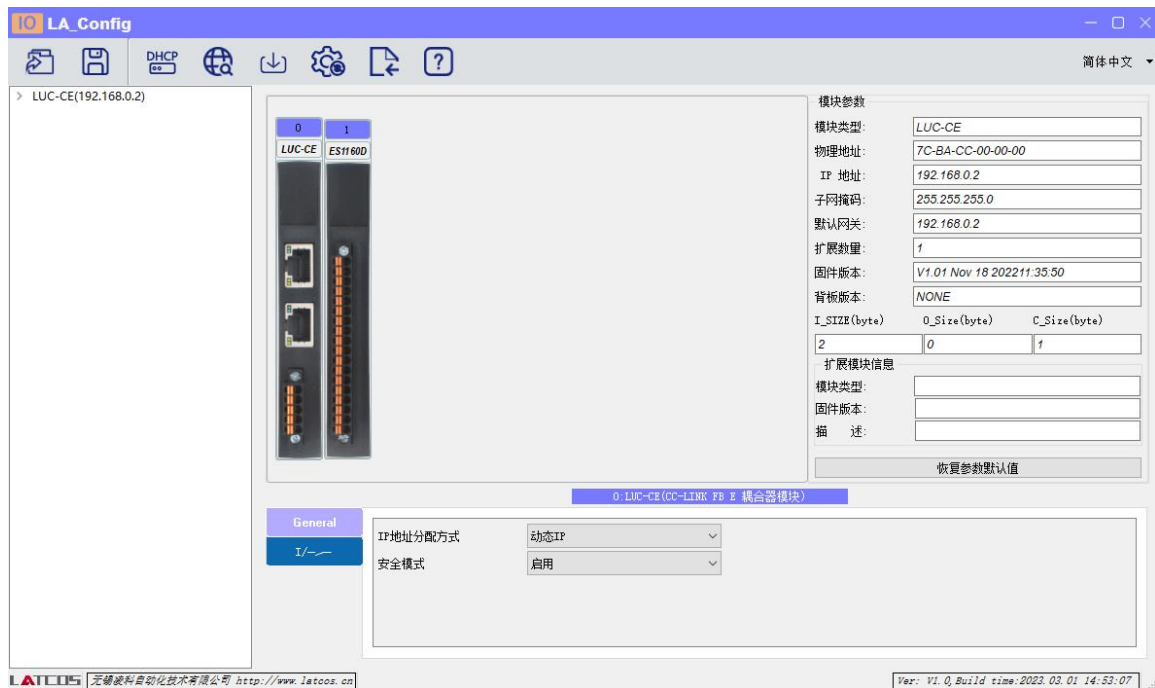 IO LA_Config
DHCP
简体中文
LUC-CE(192.168.0.2)
0 1
LUC-CE ES1160D
模块参数
模块类型: LUC-CE
物理地址: 7C-BA-CC-00-00-00
IP 地址: 192.168.0.2
子网掩码: 255.255.255.0
默认网关: 192.168.0.2
扩展数量: 1
固件版本: V1.01 Nov 18 202211:35:50
背板版本: NONE
I_SIZE(byte) O_Size(byte) C_Size(byte)
2 0 1
扩展模块信息
模块类型:
固件版本:
描 述:
恢复参数默认值
0:LUC-CE(CC-LINK FB E 耦合器模块)
General
IP地址分配方式 动态IP
安全模式 启用
LATCOS 无锡凌科自动化技术有限公司 http://www.latcos.cn
Ver: V1.0,Build time:2023.03.01 14:53:07